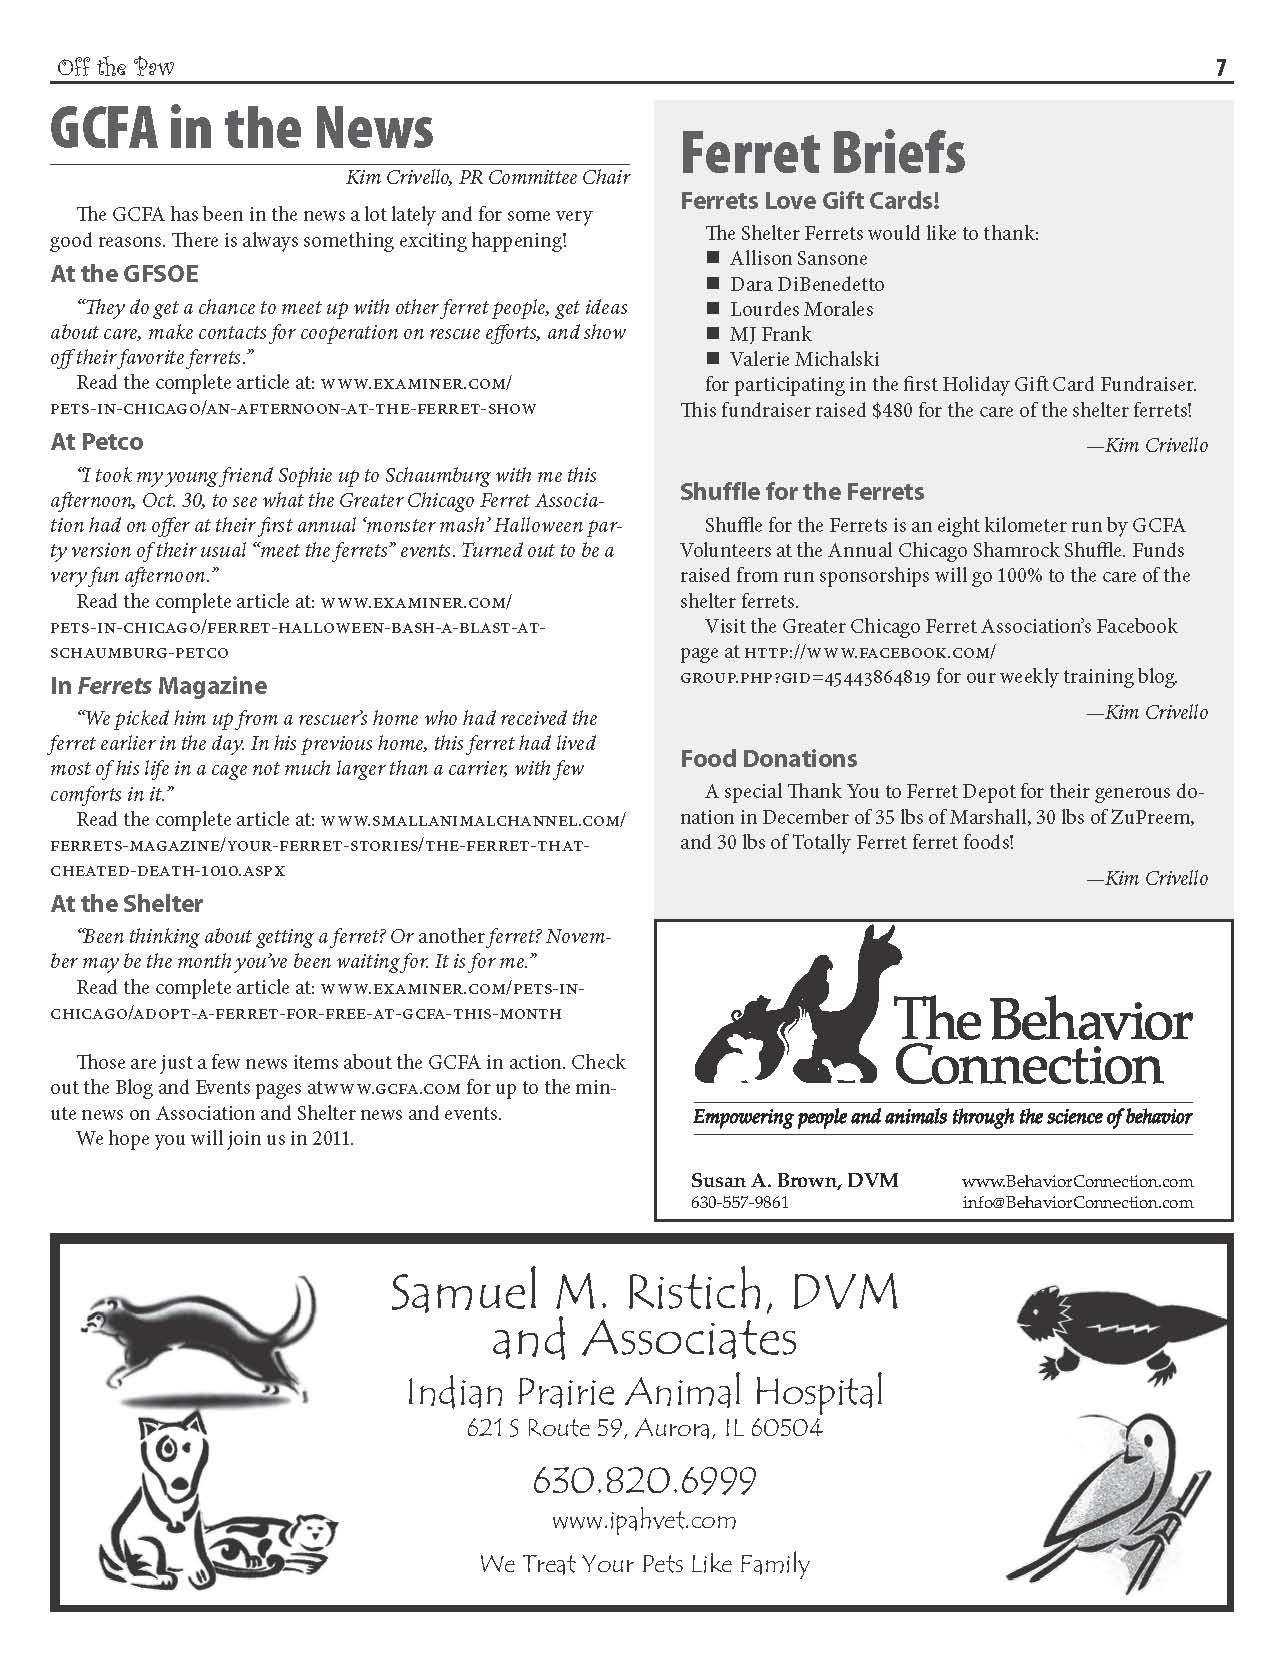 Off the Paw
7
GCFA in the News
Kim Crivello, PR Committee Chair
The GCFA has been in the news a lot lately and for some very
good reasons. There is always something exciting happening!
At the GFSOE
“They do get a chance to meet up with other ferret people, get ideas
about care, make contacts for cooperation on rescue efforts, and show
off their favorite ferrets.”
Read the complete article at: www.examiner.com/
pets-in-chicago/an-afternoon-at-the-ferret-show
At Petco
“I took my young friend Sophie up to Schaumburg with me this
afternoon, Oct. 30, to see what the Greater Chicago Ferret Associa-
tion had on offer at their first annual ‘monster mash’ Halloween par-
ty version of their usual “meet the ferrets” events. Turned out to be a
very fun afternoon.”
Read the complete article at: www.examiner.com/
pets-in-chicago/ferret-halloween-bash-a-blast-at-
schaumburg-petco
In Ferrets Magazine
“We picked him up from a rescuer’s home who had received the
ferret earlier in the day. In his previous home, this ferret had lived
most of his life in a cage not much larger than a carrier, with few
comforts in it.”
Read the complete article at: www.smallanimalchannel.com/
ferrets-magazine/your-ferret-stories/the-ferret-that-
cheated-death-1010.aspx
At the Shelter
“Been thinking about getting a ferret? Or another ferret? Novem-
ber may be the month you’ve been waiting for. It is for me.”
Read the complete article at: www.examiner.com/pets-in-
chicago/adopt-a-ferret-for-free-at-gcfa-this-month
Those are just a few news items about the GCFA in action. Check
out the Blog and Events pages atwww.gcfa.com for up to the min-
ute news on Association and Shelter news and events.
We hope you will join us in 2011.
Ferret Briefs
Ferrets Love Gift Cards!
The Shelter Ferrets would like to thank:
■ Allison Sansone
■ Dara DiBenedetto
■ Lourdes Morales
■ MJ Frank
■ Valerie Michalski
for participating in the first Holiday Gift Card Fundraiser.
This fundraiser raised $480 for the care of the shelter ferrets!
—Kim Crivello
Shuffle for the Ferrets
Shuffle for the Ferrets is an eight kilometer run by GCFA
Volunteers at the Annual Chicago Shamrock Shuffle. Funds
raised from run sponsorships will go 100% to the care of the
shelter ferrets.
Visit the Greater Chicago Ferret Association’s Facebook
page at http://www.facebook.com/
group.php?gid=45443864819 for our weekly training blog.
—Kim Crivello
Food Donations
A special Thank You to Ferret Depot for their generous do-
nation in December of 35 lbs of Marshall, 30 lbs of ZuPreem,
and 30 lbs of Totally Ferret ferret foods!
—Kim Crivello
The Behavior
Connection
Empowering people and animals through the science of behavior
Susan A. Brown, DVM www.BehaviorConnection.com
630-557-9861 info@BehaviorConnection.com
Samuel M. Ristich, DVM
and Associates
Indian Prairie Animal Hospital
621 S Route 59, Aurora, IL 60504
630.820.6999
www.ipahvet.com
We Treat Your Pets Like Family